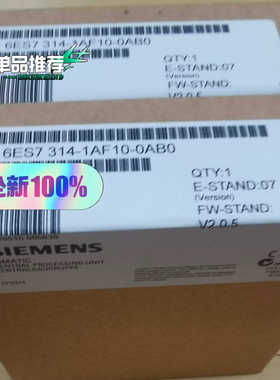 单品推荐
6ES7 314-1AF10-0AB0
QTY:1
E-STAND:07
(Version)
FW-STAND:
V2.0.5
6ES7 314-1AF10-0AB0
全新100%
QTY:1
E-STAND:07
(Version)
FW-STAND:
V2.0.5
SIEMENS